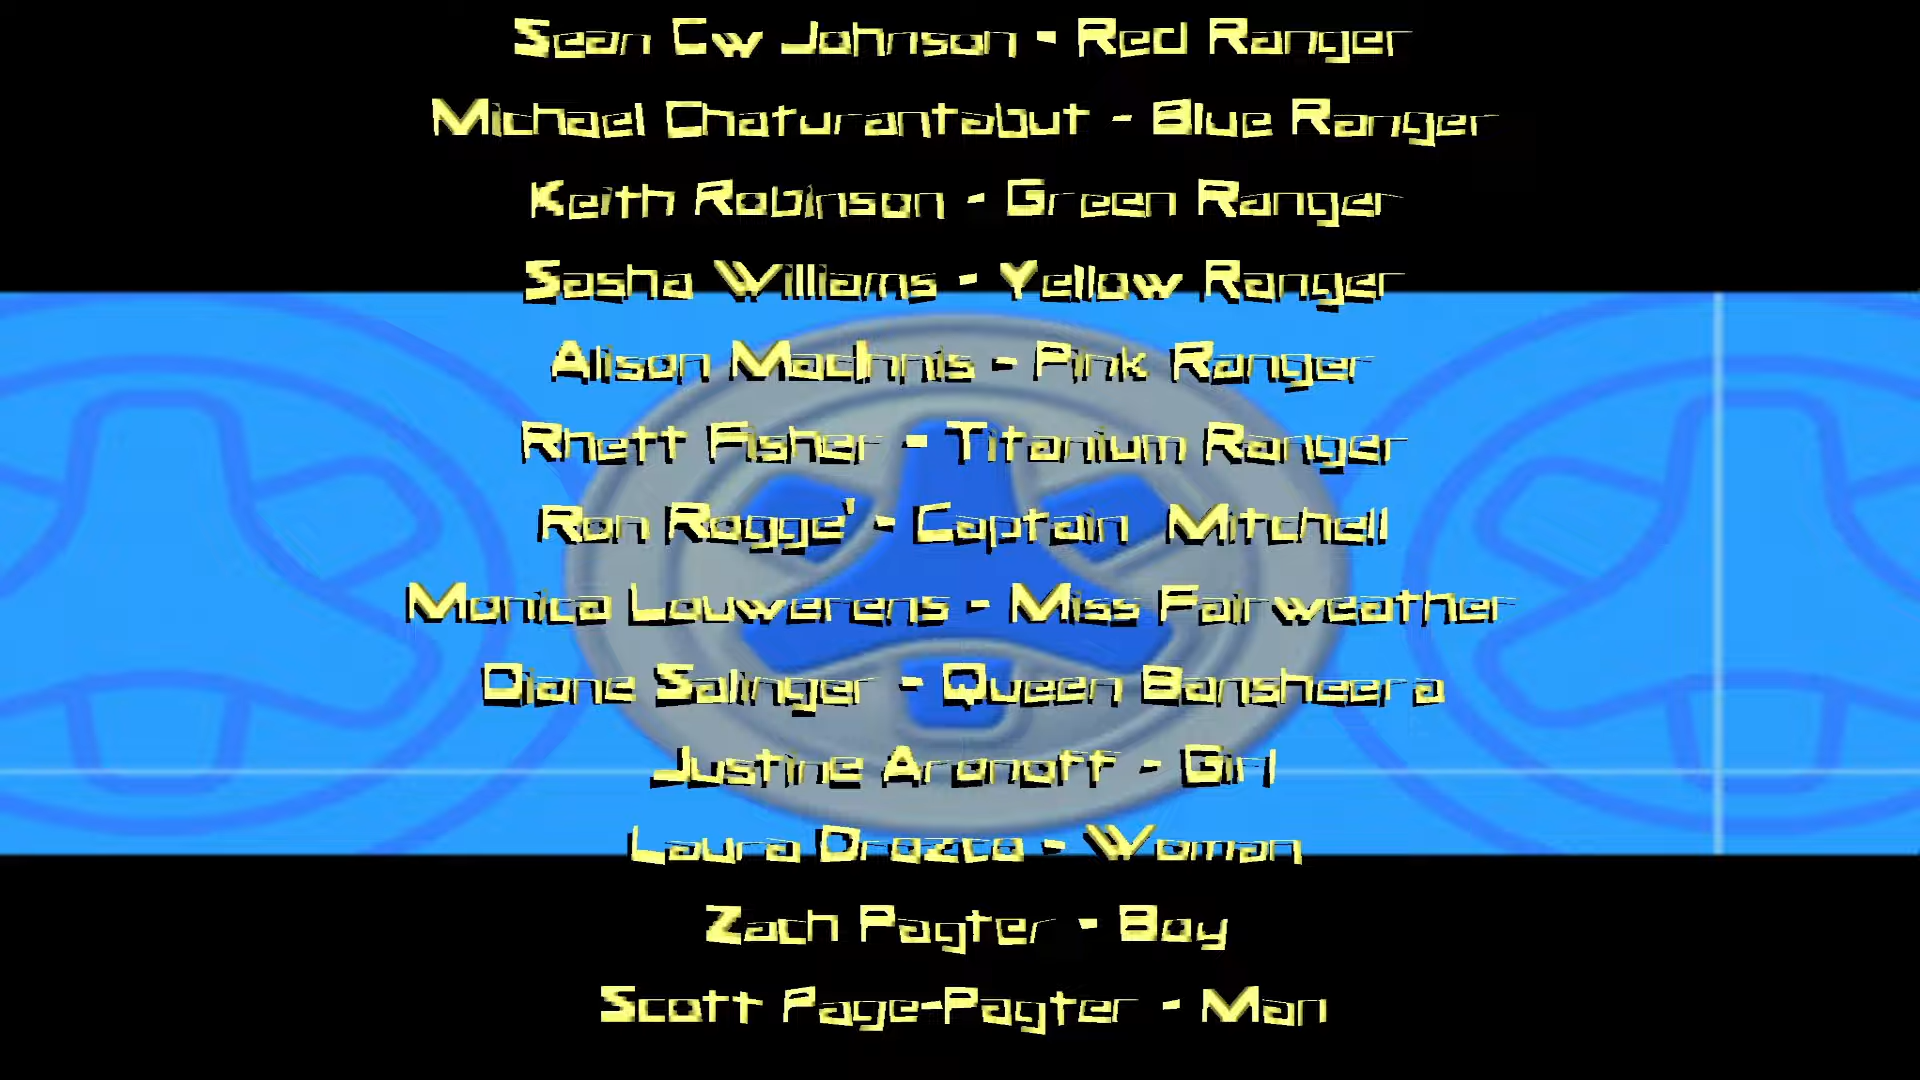 Sean Cw Johnson - Red Ranger
Michael Chaturantabut - Blue Ranger
Keith Robinson - Green Ranger
Sasha Williams - Yellow Ranger
Alison MacInnis - Pink Ranger
Rhett Fisher - Titanium Ranger
Ron Rogge' - Captain Mitchell
Monica Louwerens - Miss Fairweather
Diane Salinger - Queen Bansheera
Justine Aronoff - Girl
Laura Orozco - Woman
Zach Pagter - Boy
Scott Page-Pagter - Man